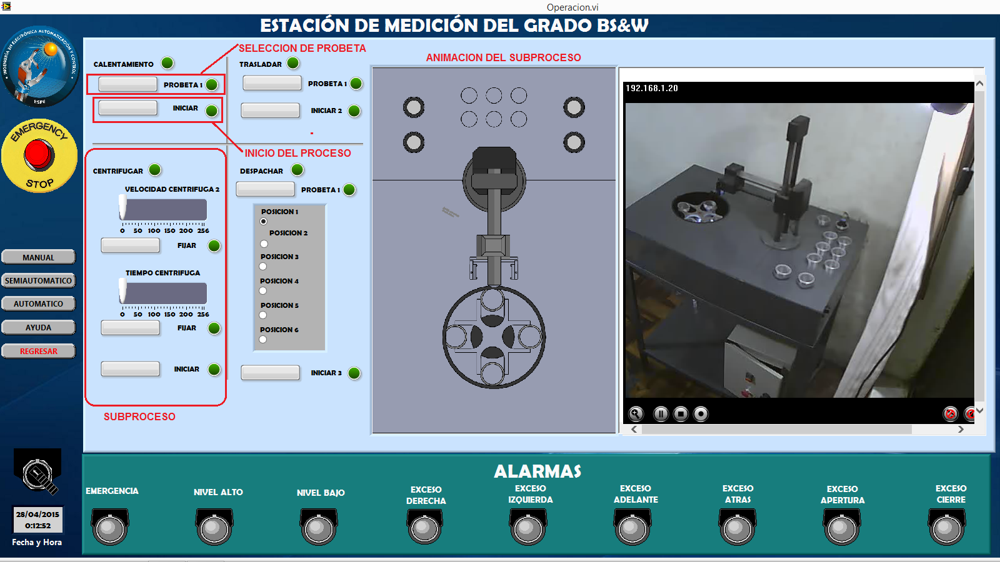 Operacion.vi
ESTACIÓN DE MEDICIÓN DEL GRADO BS&W
INGENIERÍA EN ELECTRÓNICA AUTOMATIZACIÓN Y CONTROL
ESPE
EMERGENCY
STOP
MANUAL
SEMIAUTOMATICO
AUTOMATICO
AYUDA
REGRESAR
28/04/2015
0:12:52
Fecha y Hora
SELECCION DE PROBETA
CALENTAMIENTO
PROBETA 1
INICIAR
TRASLADAR
PROBETA 1
INICIAR 2
INICIO DEL PROCESO
CENTRIFUGAR
VELOCIDAD CENTRIFUGA 2
0 50 100 150 200 256
FIJAR
TIEMPO CENTRIFUGA
0 50 100 150 200 256
FIJAR
INICIAR
SUBPROCESO
DESPACHAR
PROBETA 1
POSICION 1
POSICION 2
POSICION 3
POSICION 4
POSICION 5
POSICION 6
INICIAR 3
ANIMACION DEL SUBPROCESO
192.168.1.20
ALARMAS
EMERGENCIA
NIVEL ALTO
NIVEL BAJO
EXCESO
DERECHA
EXCESO
IZQUIERDA
EXCESO
ADELANTE
EXCESO
ATRAS
EXCESO
APERTURA
EXCESO
CIERRE